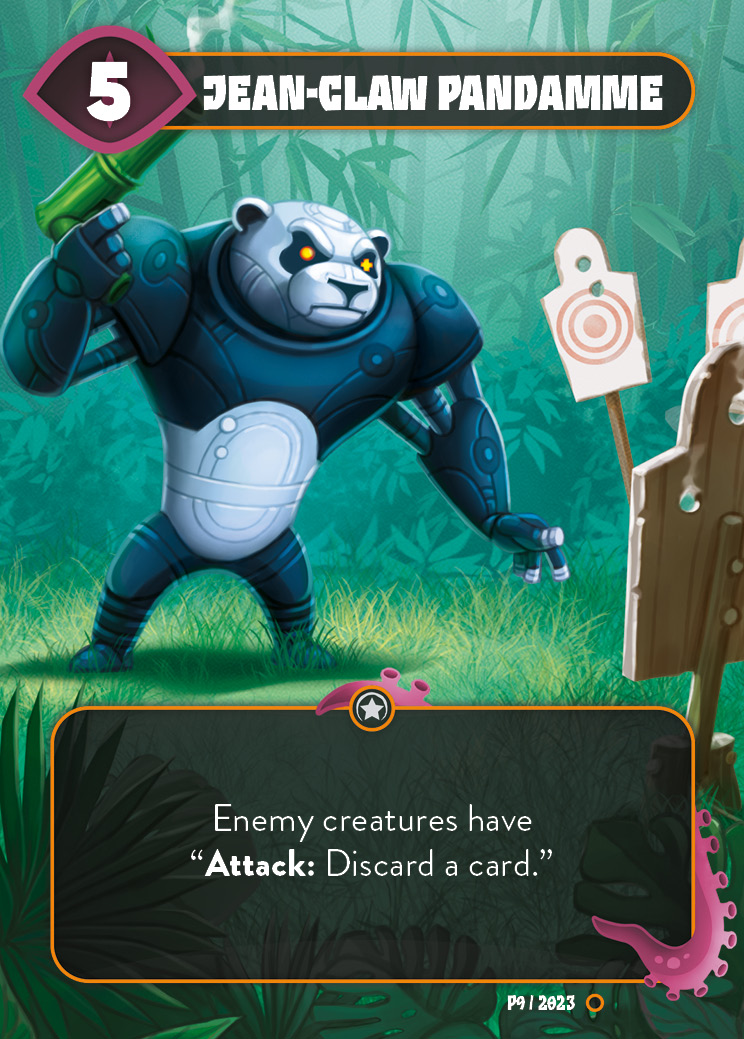 5
JEAN-CLAW PANDAMME
Enemy creatures have
“Attack: Discard a card.”
P9 / 2023